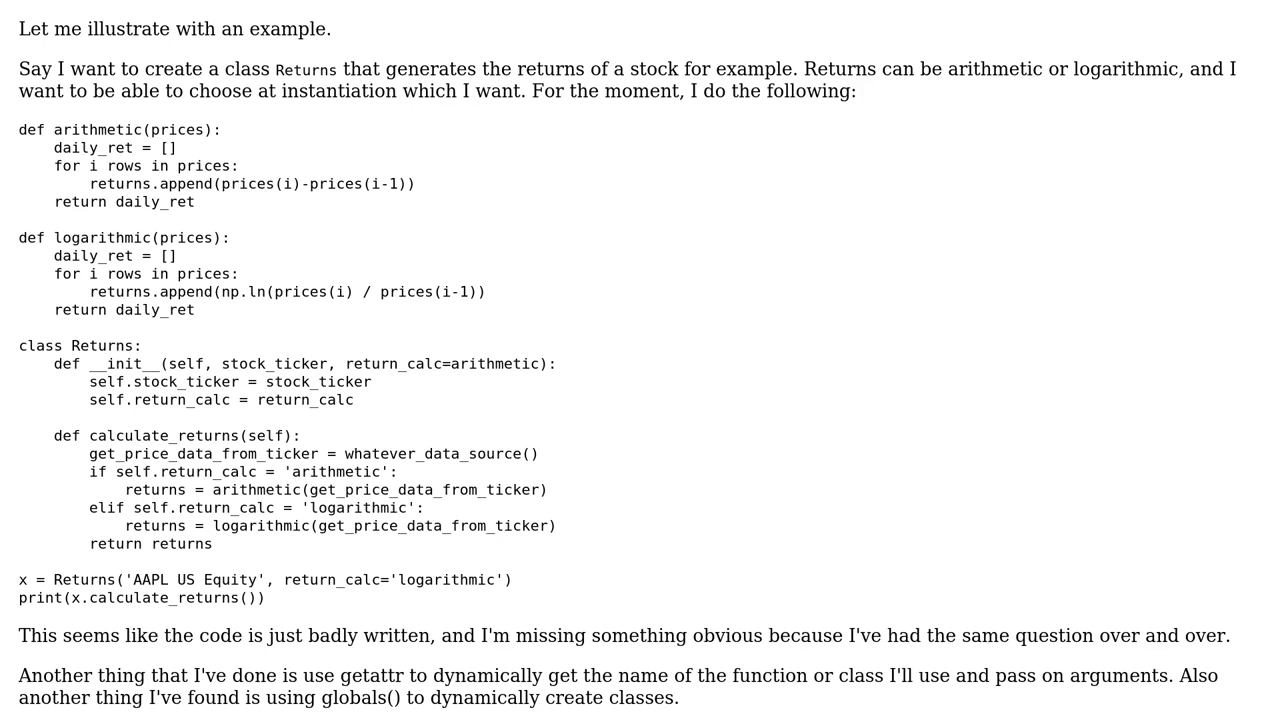 Let me illustrate with an example.
Say I want to create a class Returns that generates the returns of a stock for example. Returns can be arithmetic or logarithmic, and I
want to be able to choose at instantiation which I want. For the moment, I do the following:
def arithmetic(prices):
    daily_ret = []
    for i rows in prices:
        returns.append(prices(i)-prices(i-1))
    return daily_ret
def logarithmic(prices):
    daily_ret = []
    for i rows in prices:
        returns.append(np.ln(prices(i) / prices(i-1))
    return daily_ret
class Returns:
    def __init__(self, stock_ticker, return_calc=arithmetic):
        self.stock_ticker = stock_ticker
        self.return_calc = return_calc
    def calculate_returns(self):
        get_price_data_from_ticker = whatever_data_source()
        if self.return_calc = 'arithmetic':
            returns = arithmetic(get_price_data_from_ticker)
        elif self.return_calc = 'logarithmic':
            returns = logarithmic(get_price_data_from_ticker)
        return returns
x = Returns('AAPL US Equity', return_calc='logarithmic')
print(x.calculate_returns())
This seems like the code is just badly written, and I'm missing something obvious because I've had the same question over and over.
Another thing that I've done is use getattr to dynamically get the name of the function or class I'll use and pass on arguments. Also
another thing I've found is using globals() to dynamically create classes.